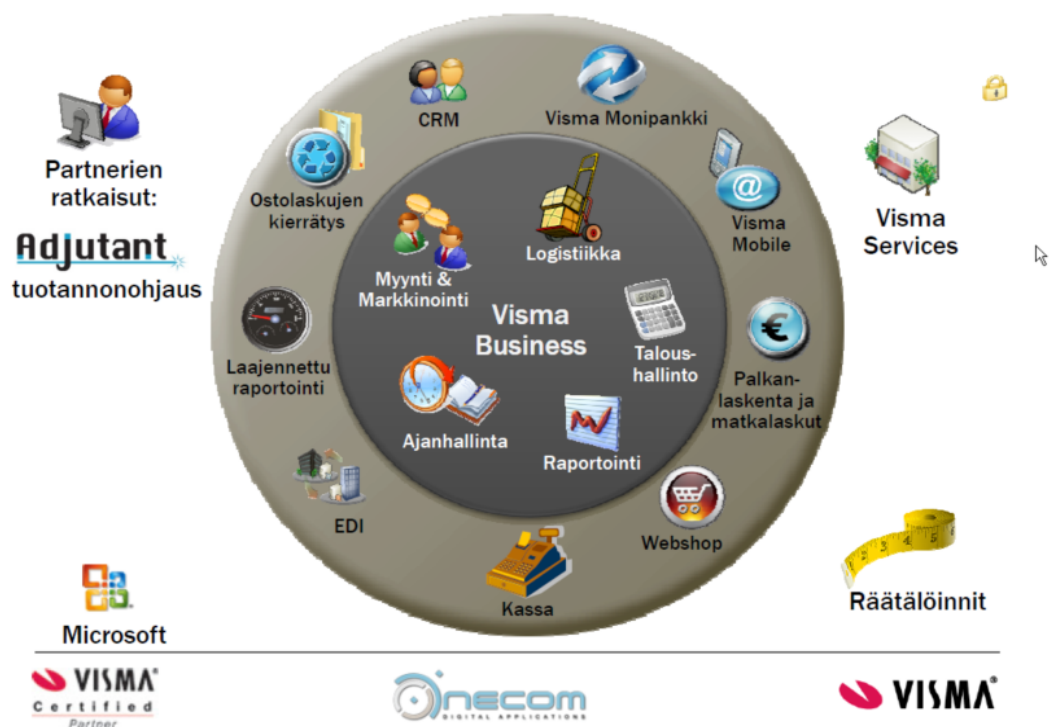 CRM
Visma Monipankki
Partnerien
ratkaisut:
Adjutant
tuotannonohjaus
Ostolaskujen
kierrätys
Visma
Mobile
Visma
Services
Logistiikka
Myynti &
Markkinointi
Visma
Business
Talous-
hallinto
Laajennettu
raportointi
Palkan-
laskenta ja
matkalaskut
Ajanhallinta
Raportointi
EDI
Webshop
Kassa
Microsoft
Räätälöinnit
VISMA®
Certified
Partner
Onecom
DIGITAL APPLICATIONS
VISMA®